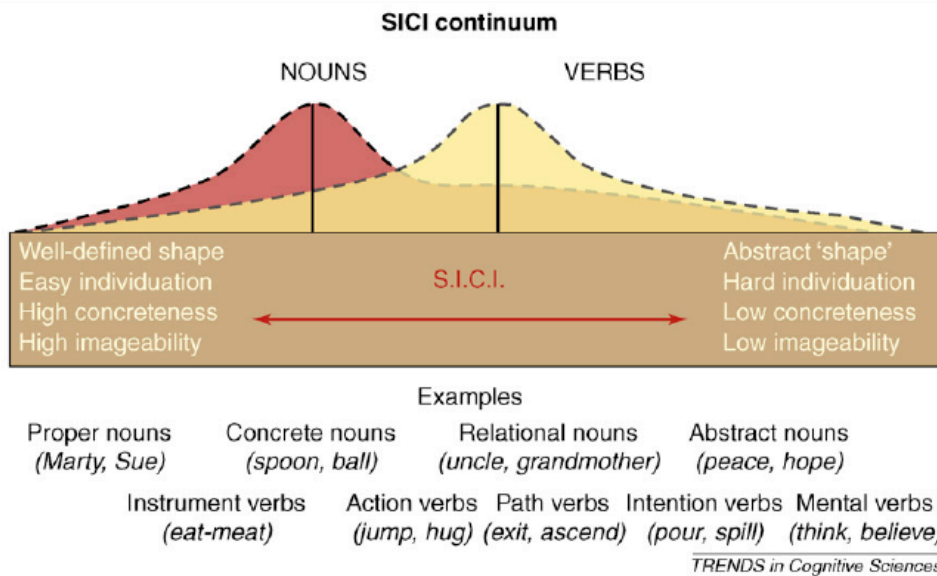 SICI continuum
NOUNS VERBS
Well-defined shape
Easy individuation
High concreteness
High imageability
S.I.C.I.
Abstract ‘shape’
Hard individuation
Low concreteness
Low imageability
Examples
Proper nouns Concrete nouns Relational nouns Abstract nouns
(Marty, Sue) (spoon, ball) (uncle, grandmother) (peace, hope)
Instrument verbs Action verbs Path verbs Intention verbs Mental verbs
(eat-meat) (jump, hug) (exit, ascend) (pour, spill) (think, believe)
TRENDS in Cognitive Sciences